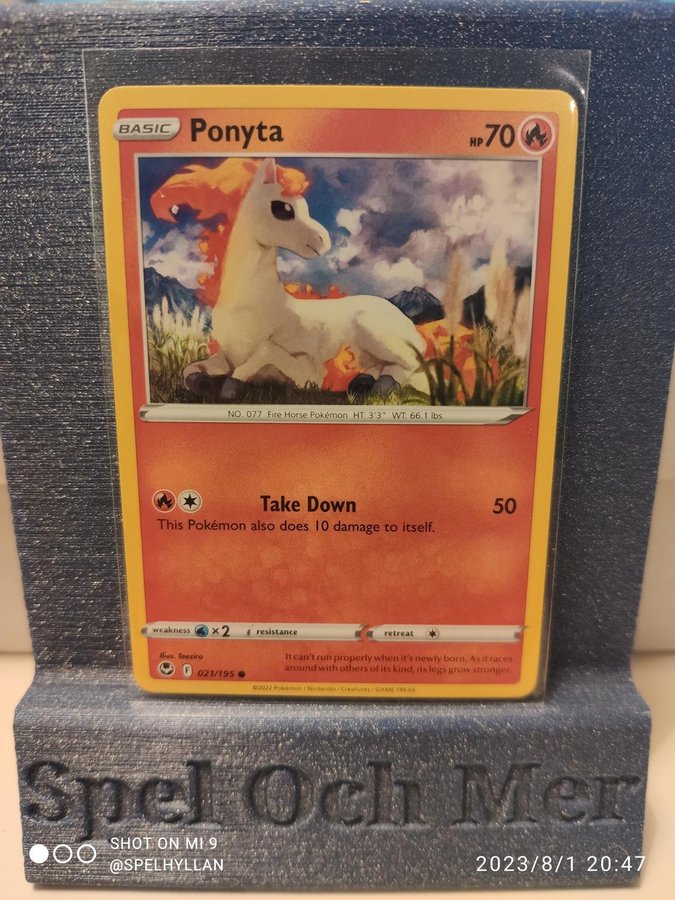 BASIC Ponyta HP 70
NO. 077 Fire Horse Pokémon HT: 3'3" WT: 66.1 lbs.
Take Down 50
This Pokémon also does 10 damage to itself.
weakness ×2 resistance retreat
Illus. Teeziro
F 021/195
It can't run properly when it's newly born. As it races
around with others of its kind, its legs grow stronger.
©2022 Pokémon / Nintendo / Creatures / GAME FREAK
Spel Och Mer
SHOT ON MI 9
@SPELHYLLAN
2023/8/1 20:47